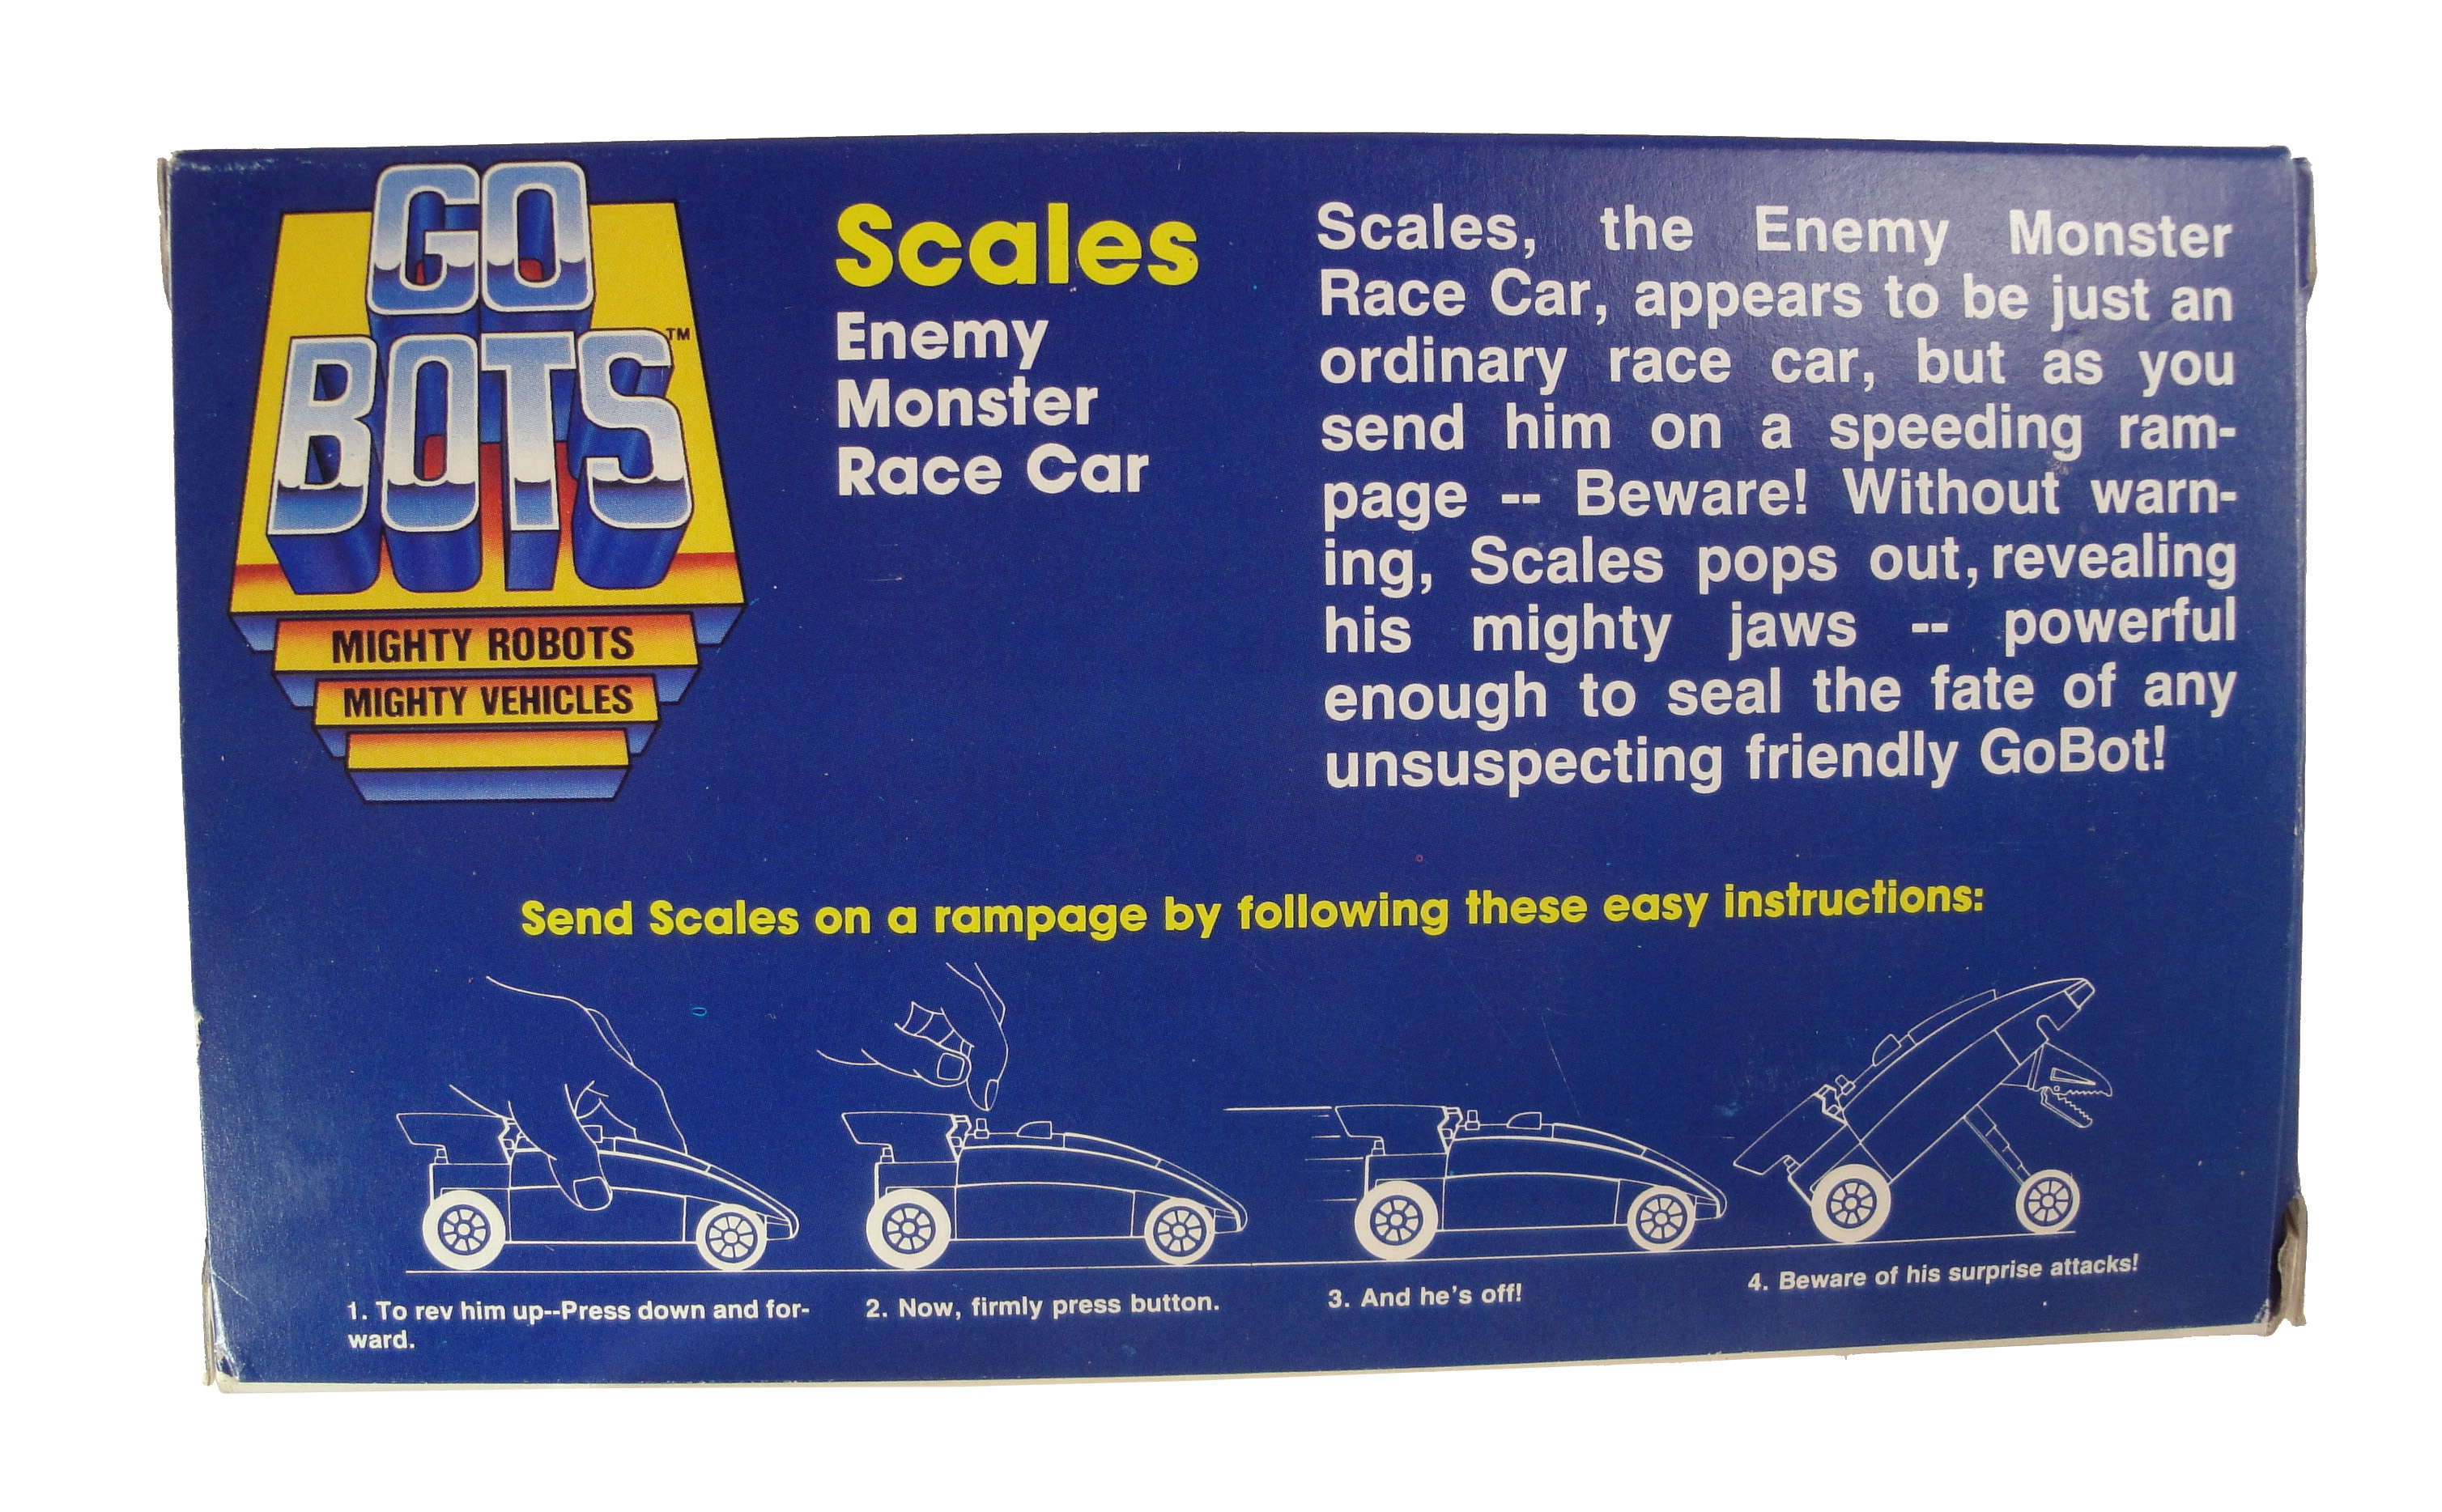 GO
BOTS™
MIGHTY ROBOTS
MIGHTY VEHICLES
Scales
Enemy
Monster
Race Car
Scales, the Enemy Monster
Race Car, appears to be just an
ordinary race car, but as you
send him on a speeding ram-
page -- Beware! Without warn-
ing, Scales pops out, revealing
his mighty jaws -- powerful
enough to seal the fate of any
unsuspecting friendly GoBot!
Send Scales on a rampage by following these easy instructions:
1. To rev him up--Press down and for-
ward.
2. Now, firmly press button.
3. And he's off!
4. Beware of his surprise attacks!